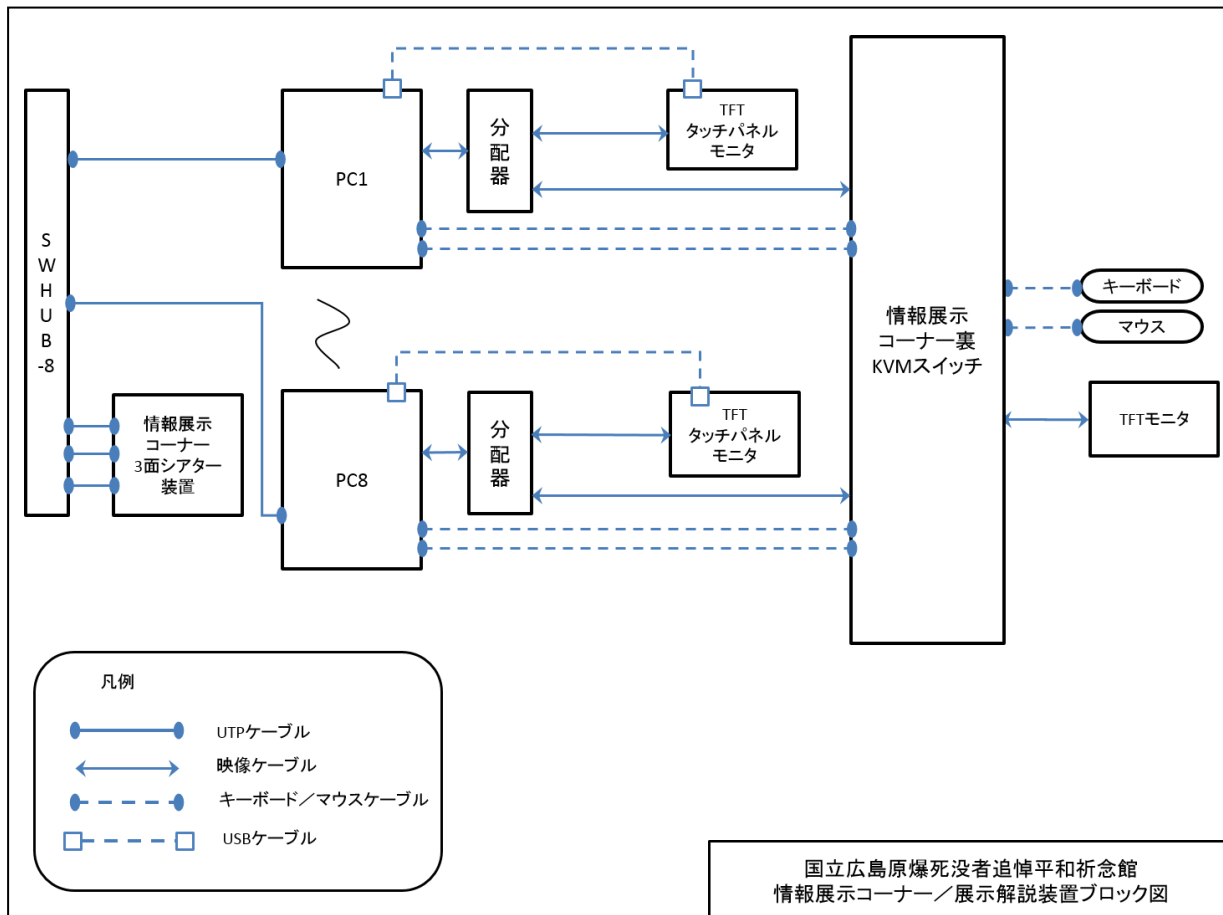 SWHUB-8
PC1
分配器
TFT
タッチパネル
モニタ
情報展示
コーナー
3面シアター
装置
PC8
分配器
TFT
タッチパネル
モニタ
情報展示
コーナー裏
KVMスイッチ
キーボード
マウス
TFTモニタ
凡例
UTPケーブル
映像ケーブル
キーボード／マウスケーブル
USBケーブル
国立広島原爆死没者追悼平和祈念館
情報展示コーナー／展示解説装置ブロック図